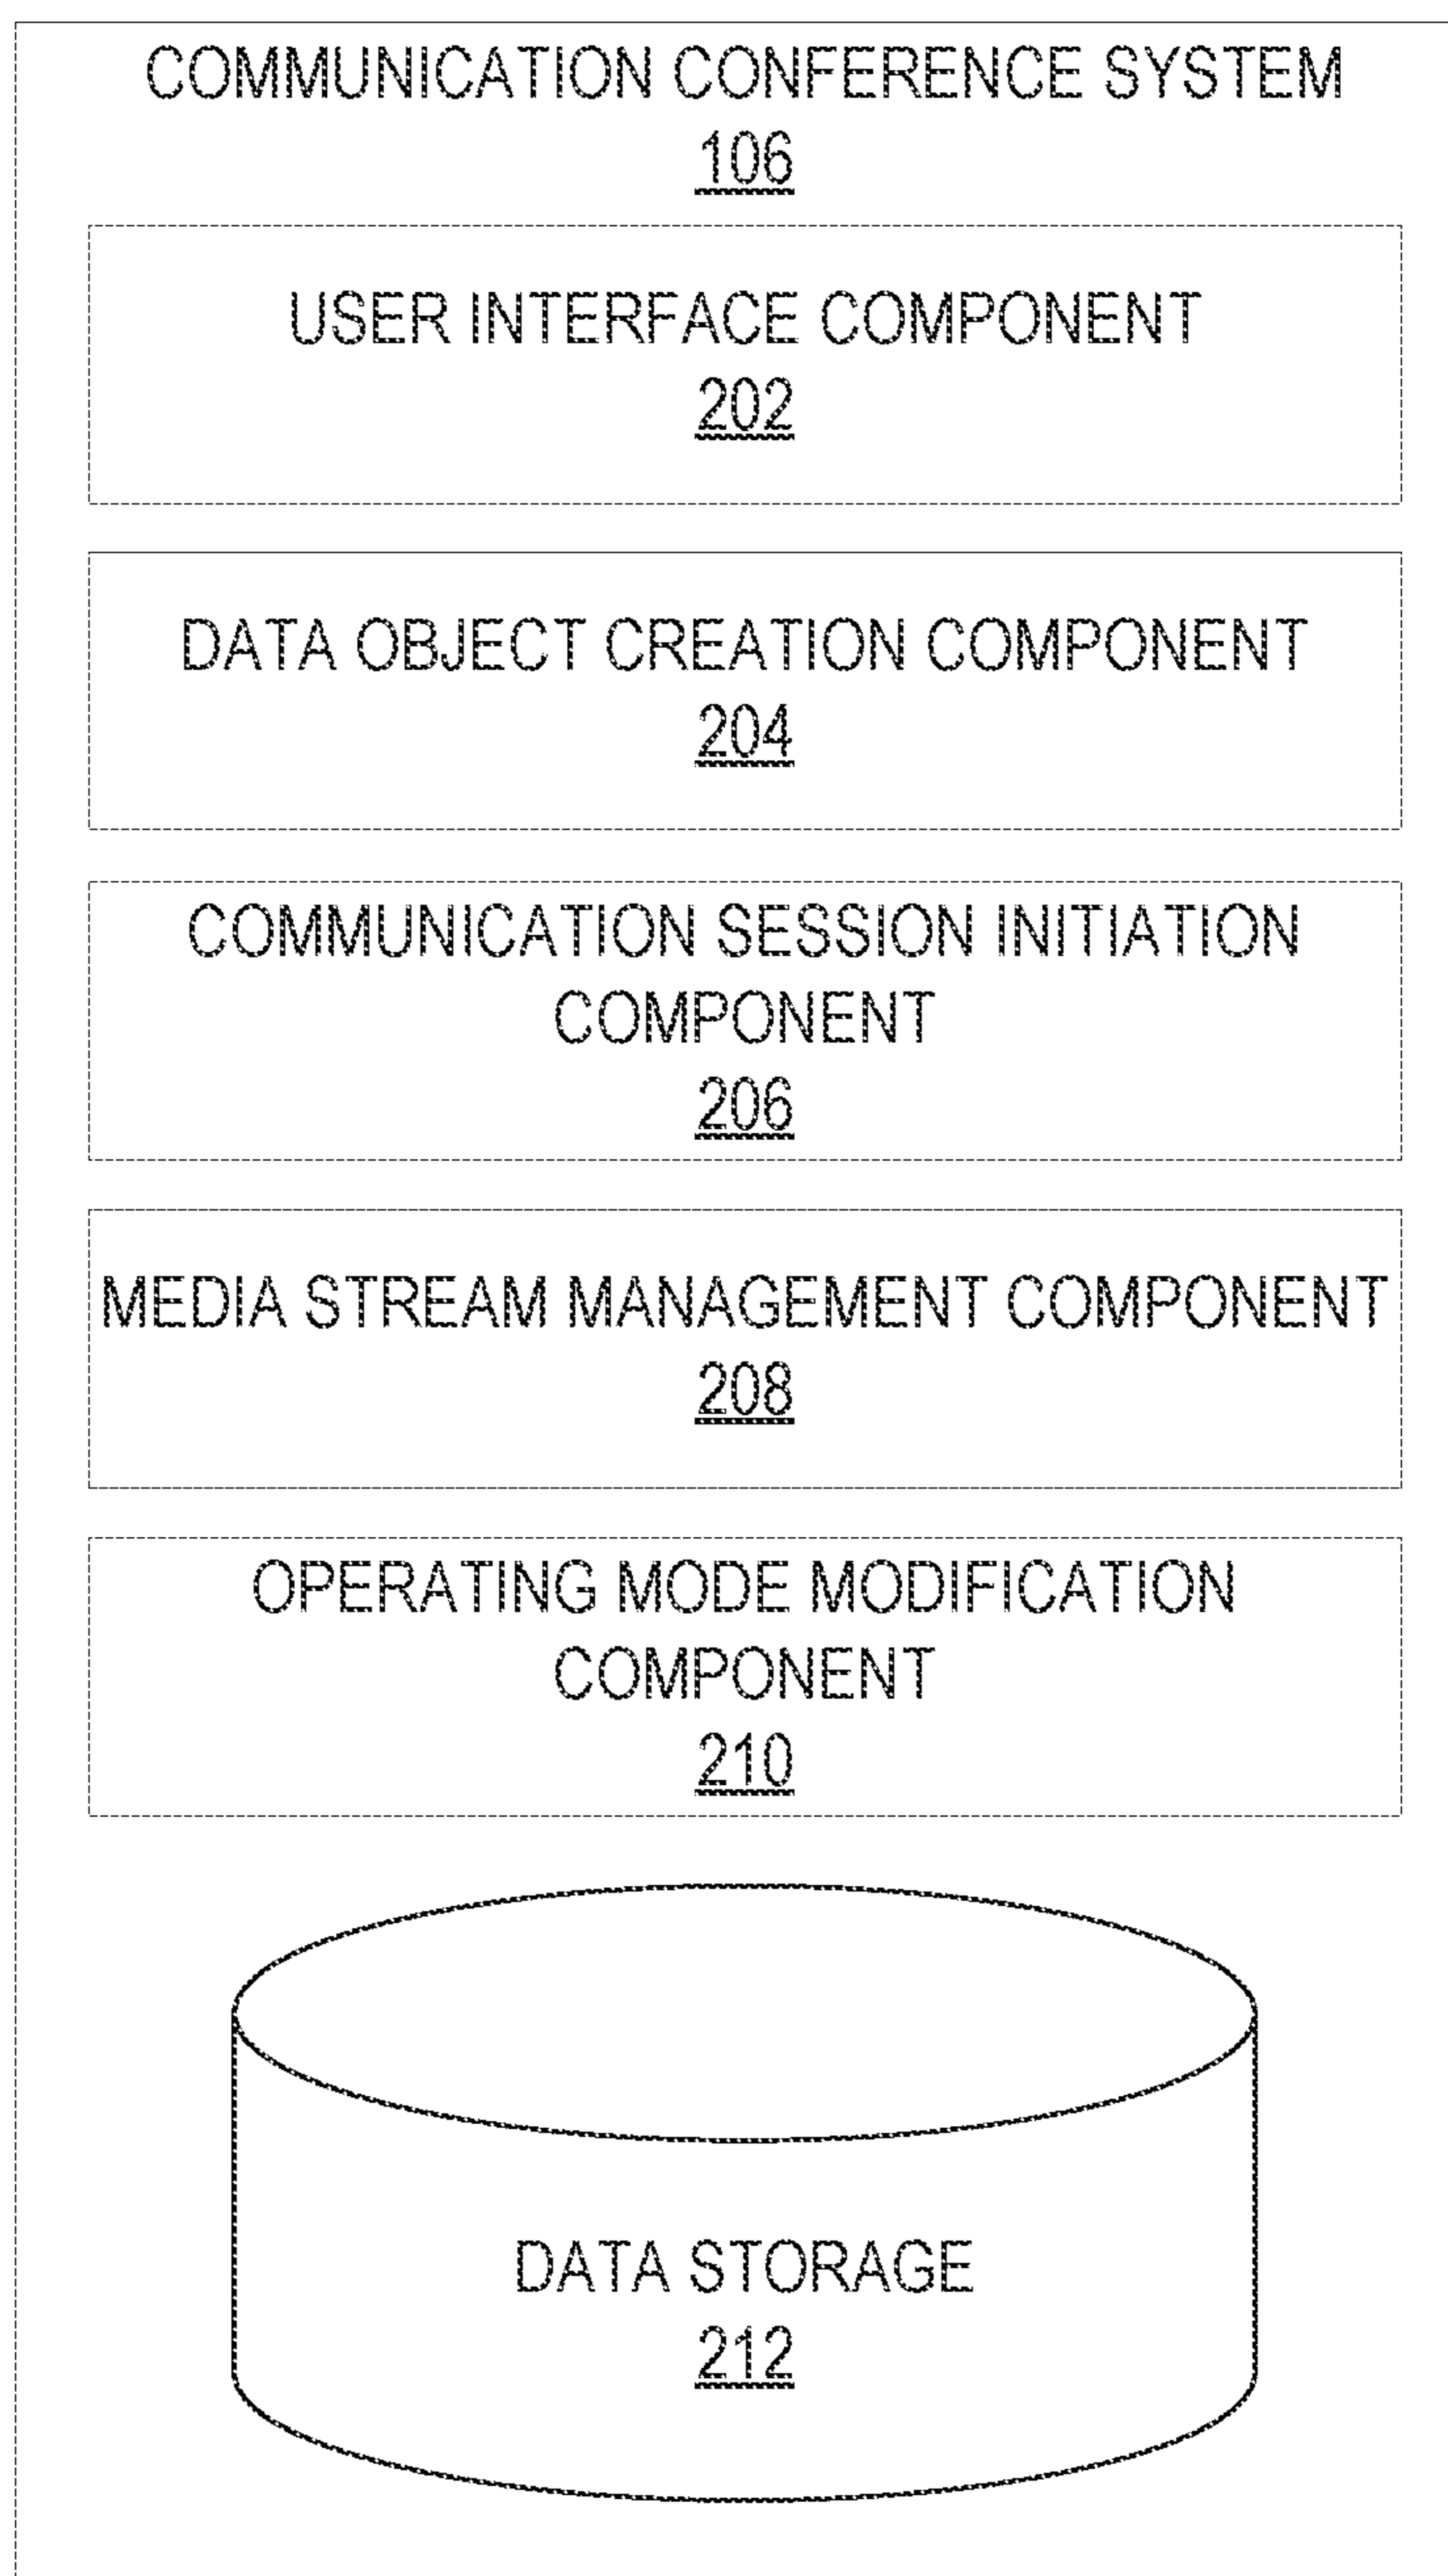 COMMUNICATION CONFERENCE SYSTEM
106
USER INTERFACE COMPONENT
202
DATA OBJECT CREATION COMPONENT
204
COMMUNICATION SESSION INITIATION
COMPONENT
206
MEDIA STREAM MANAGEMENT COMPONENT
208
OPERATING MODE MODIFICATION
COMPONENT
210
DATA STORAGE
212